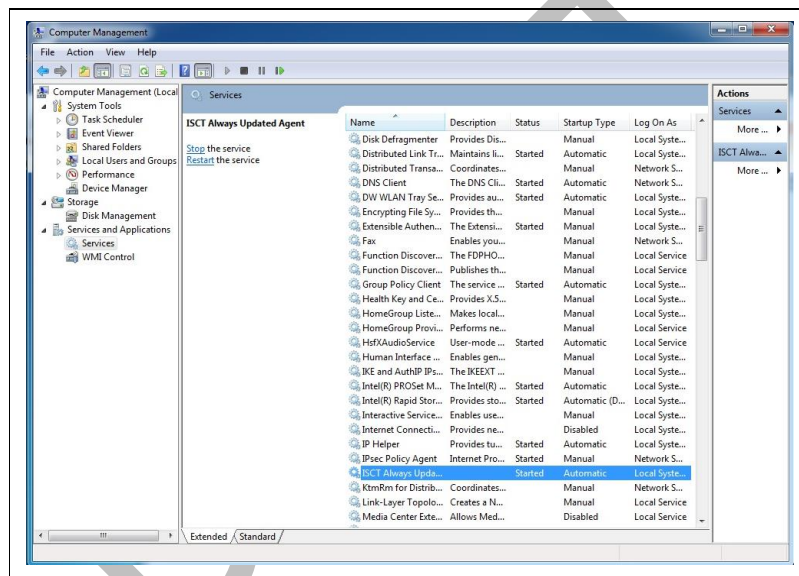 Computer Management
File Action View Help
Computer Management (Local
System Tools
Task Scheduler
Event Viewer
Shared Folders
Local Users and Groups
Performance
Device Manager
Storage
Disk Management
Services and Applications
Services
WMI Control
Services
ISCT Always Updated Agent
Stop the service
Restart the service
Name Description Status Startup Type Log On As
Disk Defragmenter Provides Dis... Manual Local Syste...
Distributed Link Tr... Maintains li... Started Automatic Local Syste...
Distributed Transa... Coordinates... Manual Network S...
DNS Client The DNS Cli... Started Automatic Network S...
DW WLAN Tray Se... Provides au... Started Automatic Local Syste...
Encrypting File Sy... Provides th... Manual Local Syste...
Extensible Authen... The Extensi... Started Manual Local Syste...
Fax Enables you... Manual Network S...
Function Discover... The FDPHO... Manual Local Service
Function Discover... Publishes th... Manual Local Service
Group Policy Client The service ... Started Automatic Local Syste...
Health Key and Ce... Provides X.5... Manual Local Syste...
HomeGroup Liste... Makes local... Manual Local Syste...
HomeGroup Provi... Performs ne... Manual Local Service
HsfXAudioService User-mode ... Started Automatic Local Syste...
Human Interface ... Enables gen... Manual Local Syste...
IKE and AuthIP IPs... The IKEEXT ... Manual Local Syste...
Intel(R) PROSet M... The Intel(R) ... Started Automatic Local Syste...
Intel(R) Rapid Stor... Provides sto... Started Automatic (D... Local Syste...
Interactive Service... Enables use... Manual Local Syste...
Internet Connecti... Provides ne... Disabled Local Syste...
IP Helper Provides tu... Started Automatic Local Syste...
IPsec Policy Agent Internet Pro... Started Manual Network S...
ISCT Always Upda... Started Automatic Local Syste...
KtmRm for Distrib... Coordinates... Manual Network S...
Link-Layer Topolo... Creates a N... Manual Local Service
Media Center Exte... Allows Med... Disabled Local Service
Extended Standard
Actions
Services
More ...
ISCT Alwa...
More ...